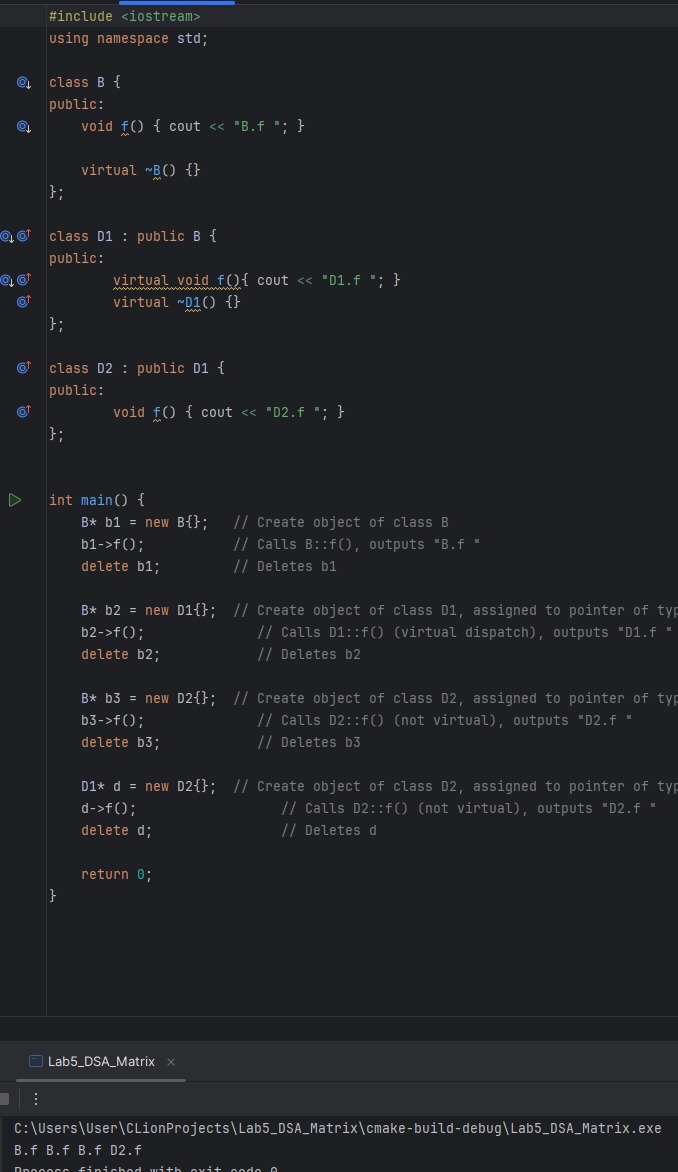 #include <iostream>
using namespace std;
class B {
public:
void f() { cout << "B.f "; }
virtual ~B() {}
};
class D1 : public B {
public:
virtual void f(){ cout << "D1.f "; }
virtual ~D1() {}
};
class D2 : public D1 {
public:
void f() { cout << "D2.f "; }
};
int main() {
B* b1 = new B{}; // Create object of class B
b1->f(); // Calls B::f(), outputs "B.f "
delete b1; // Deletes b1
B* b2 = new D1{}; // Create object of class D1, assigned to pointer of typ
b2->f(); // Calls D1::f() (virtual dispatch), outputs "D1.f "
delete b2; // Deletes b2
B* b3 = new D2{}; // Create object of class D2, assigned to pointer of typ
b3->f(); // Calls D2::f() (not virtual), outputs "D2.f "
delete b3; // Deletes b3
D1* d = new D2{}; // Create object of class D2, assigned to pointer of typ
d->f(); // Calls D2::f() (not virtual), outputs "D2.f "
delete d; // Deletes d
return 0;
}
Lab5_DSA_Matrix
C:\Users\User\CLionProjects\Lab5_DSA_Matrix\cmake-build-debug\Lab5_DSA_Matrix.exe
B.f B.f B.f D2.f
Process finished with exit code 0